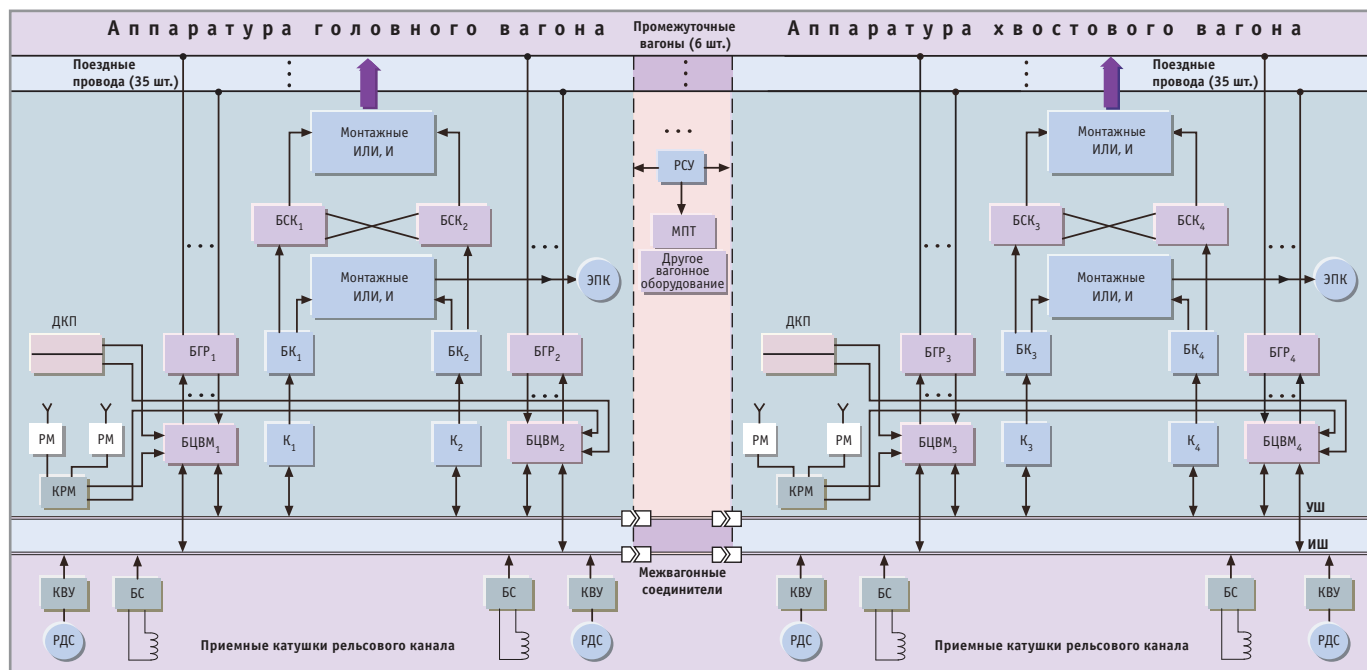 Аппаратура головного вагона
Промежуточные
вагоны (6 шт.)
Аппаратура хвостового вагона
Поездные
провода (35 шт.)
Поездные
провода (35 шт.)
Монтажные
ИЛИ, И
РСУ
Монтажные
ИЛИ, И
БСК1
БСК2
МПТ
БСК3
БСК4
Другое
вагонное
оборудование
Монтажные
ИЛИ, И
ЭПК
Монтажные
ИЛИ, И
ЭПК
ДКП
БГР1
БК1
БК2
БГР2
ДКП
БГР3
БК3
БК4
БГР4
РМ
РМ
БЦВМ1
К1
К2
БЦВМ2
РМ
РМ
БЦВМ3
К3
К4
БЦВМ4
КРМ
КРМ
УШ
ИШ
Межвагонные
соединители
КВУ
БС
БС
КВУ
КВУ
БС
БС
КВУ
РДС
Приемные катушки рельсового канала
РДС
РДС
Приемные катушки рельсового канала
РДС